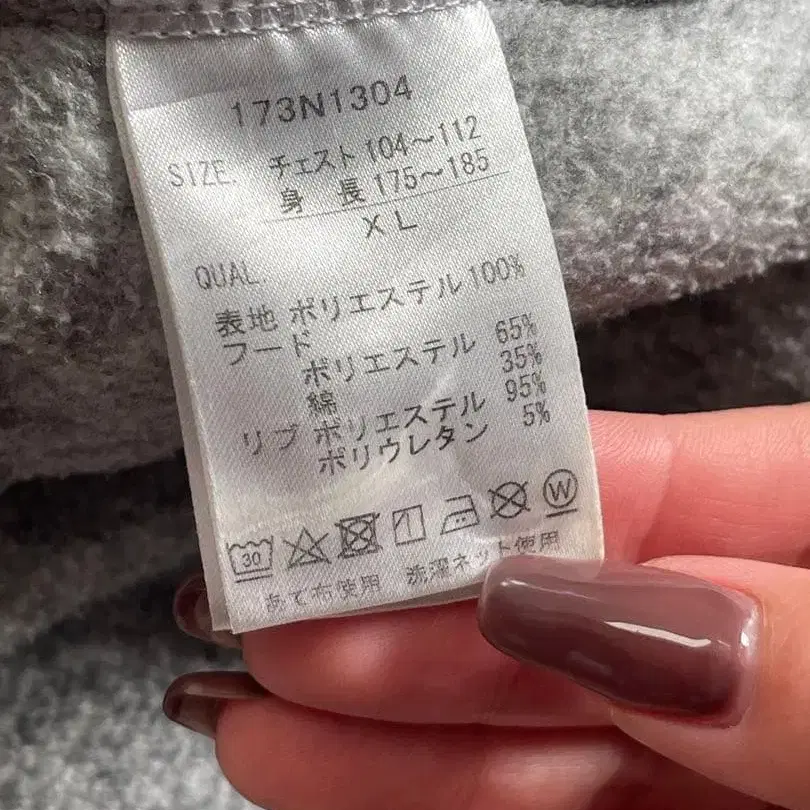 173N1304
SIZE. チェスト 104～112
身 長 175～185
XL
QUAL.
表地 ポリエステル 100%
フード
ポリエステル 65%
綿 35%
リブ ポリエステル 95%
ポリウレタン 5%
30 W
あて布使用 洗濯ネット使用